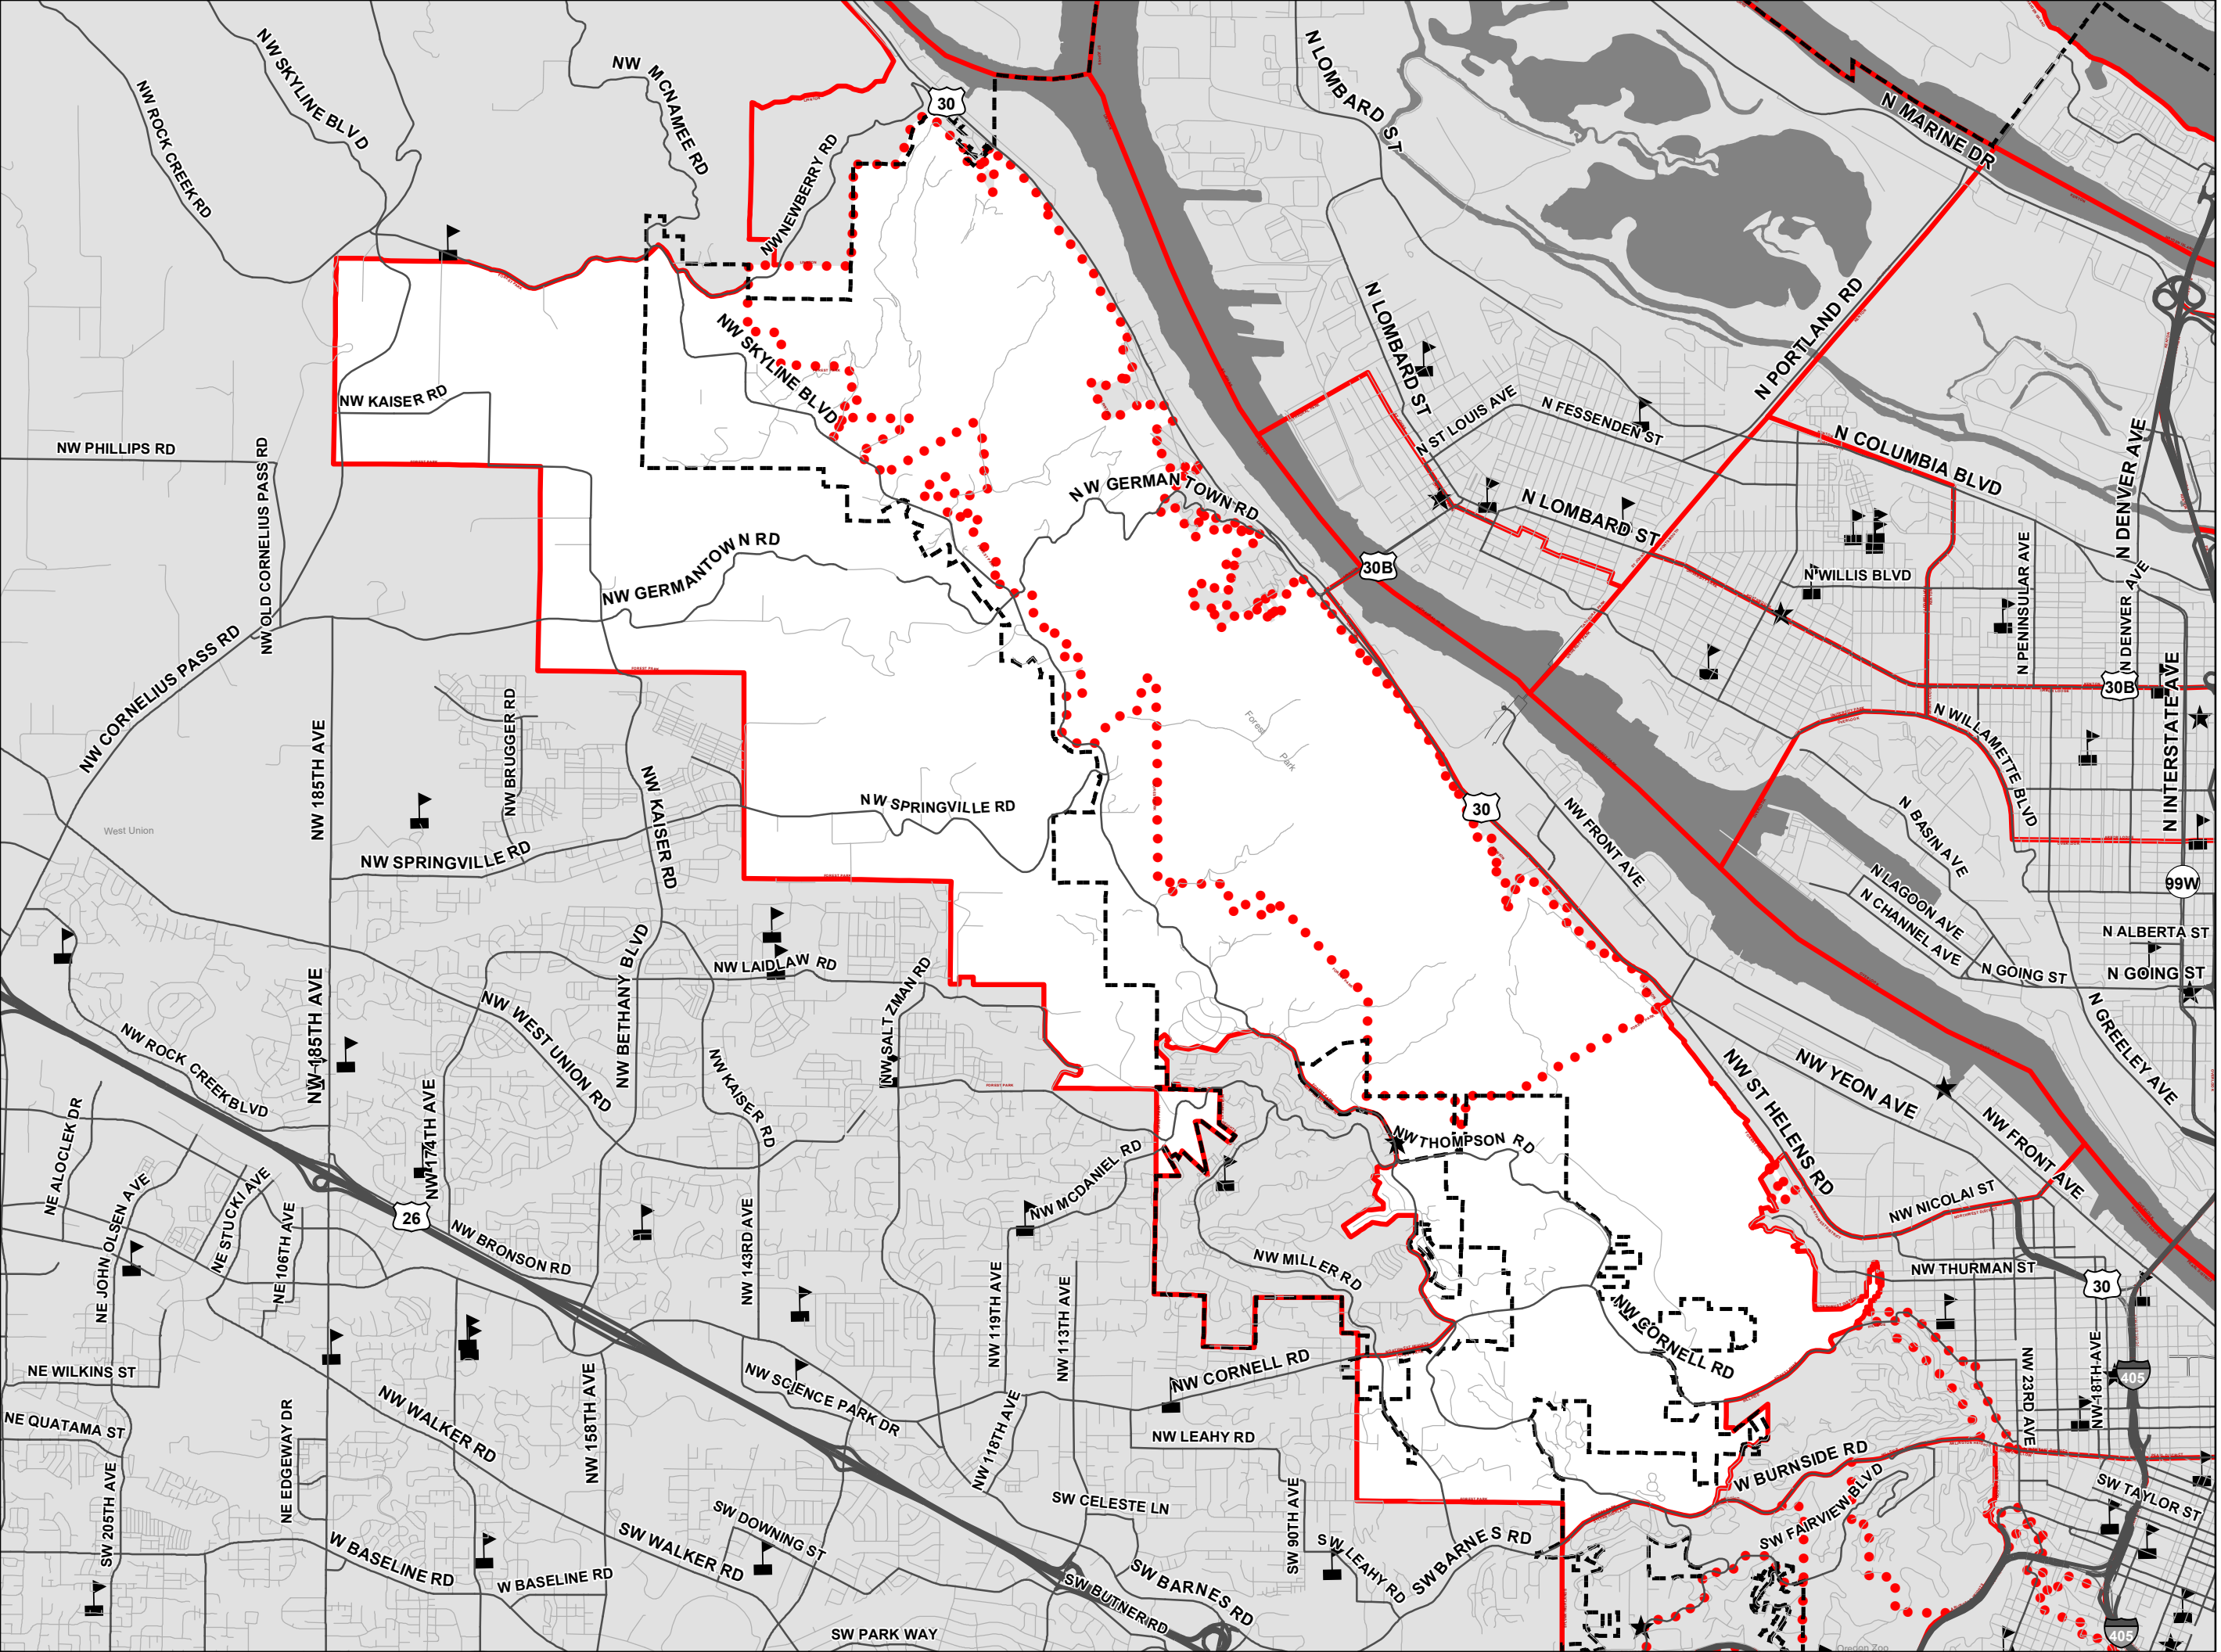 NW ROCK CREEK RD
NW SKYLINE BLVD
NW MCNAMEE RD
30
NW NEWBERRY RD
N LOMBARD ST
N MARINE DR
NW SKYLINE BLVD
N LOMBARD ST
N PORTLAND RD
NW KAISER RD
N ST LOUIS AVE
N FESSENDEN ST
N COLUMBIA BLVD
N DENVER AVE
NW PHILLIPS RD
NW OLD CORNELIUS PASS RD
NW GERMANTOWN RD
N LOMBARD ST
NW GERMANTOWN RD
30B
N WILLIS BLVD
N PENINSULAR AVE
N DENVER AVE
30B
N INTERSTATE AVE
NW CORNELIUS PASS RD
NW 185TH AVE
NW BRUGGER RD
NW KAISER RD
Forest
Park
N WILLAMETTE BLVD
West Union
NW SPRINGVILLE RD
30
NW FRONT AVE
N BASIN AVE
NW SPRINGVILLE RD
N LAGOON AVE
N CHANNEL AVE
99W
N ALBERTA ST
NW BETHANY BLVD
NW LAIDLAW RD
N GOING ST
N GOING ST
NW 185TH AVE
NW WEST UNION RD
NW SALTZMAN RD
N GREELEY AVE
NW ROCK CREEK BLVD
NW KAISER RD
NW ST HELENS RD
NW YEON AVE
NE ALOCLEK DR
NW 174TH AVE
NW MCDANIEL RD
NW THOMPSON RD
NW FRONT AVE
NE JOHN OLSEN AVE
NE STUCKI AVE
NE 106TH AVE
26
NW BRONSON RD
NW 143RD AVE
NW NICOLAI ST
NW MILLER RD
NW THURMAN ST
30
NW 119TH AVE
NW 113TH AVE
NW CORNELL RD
NW CORNELL RD
NE WILKINS ST
NW SCIENCE PARK DR
NW 23RD AVE
NW 18TH AVE
405
NE QUATAMA ST
NE EDGEWAY DR
NW WALKER RD
NW 158TH AVE
NW 118TH AVE
NW LEAHY RD
W BURNSIDE RD
SW 205TH AVE
SW DOWNING ST
SW CELESTE LN
SW 90TH AVE
SW FAIRVIEW BLVD
SW TAYLOR ST
W BASELINE RD
W BASELINE RD
SW WALKER RD
SW BUTNER RD
SW BARNES RD
SW LEAHY RD
SW BARNES RD
SW PARK WAY
Oregon Zoo
405